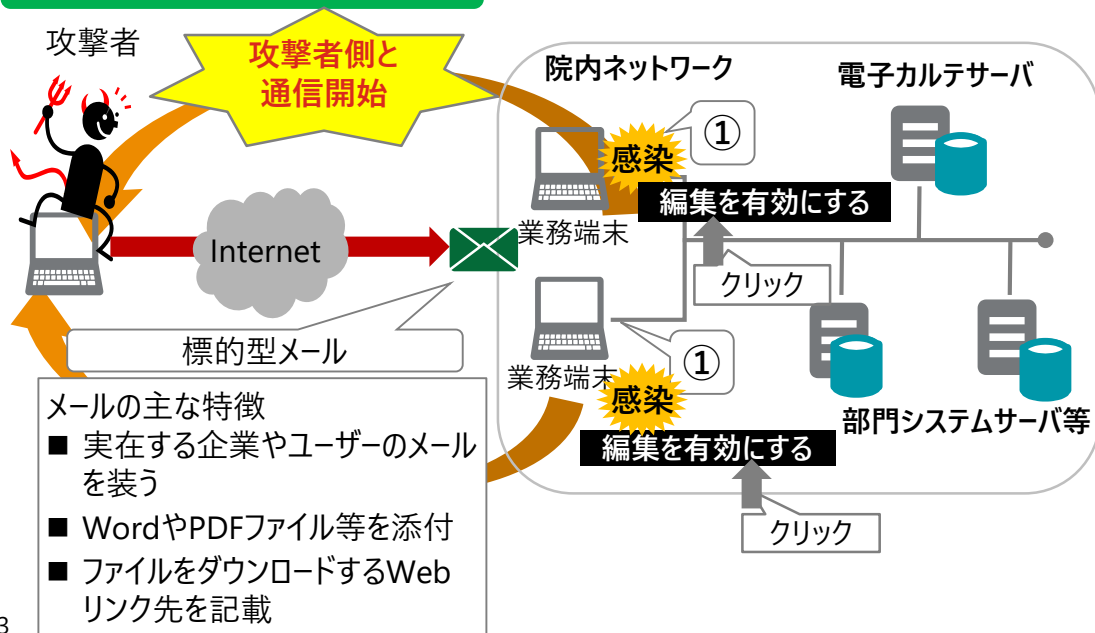 攻撃者
攻撃者側と
通信開始
院内ネットワーク
電子カルテサーバ
①
感染
編集を有効にする
業務端末
クリック
Internet
標的型メール
①
業務端末
感染
編集を有効にする
クリック
部門システムサーバ等
メールの主な特徴
■ 実在する企業やユーザーのメール
を装う
■ WordやPDFファイル等を添付
■ ファイルをダウンロードするWeb
リンク先を記載
3